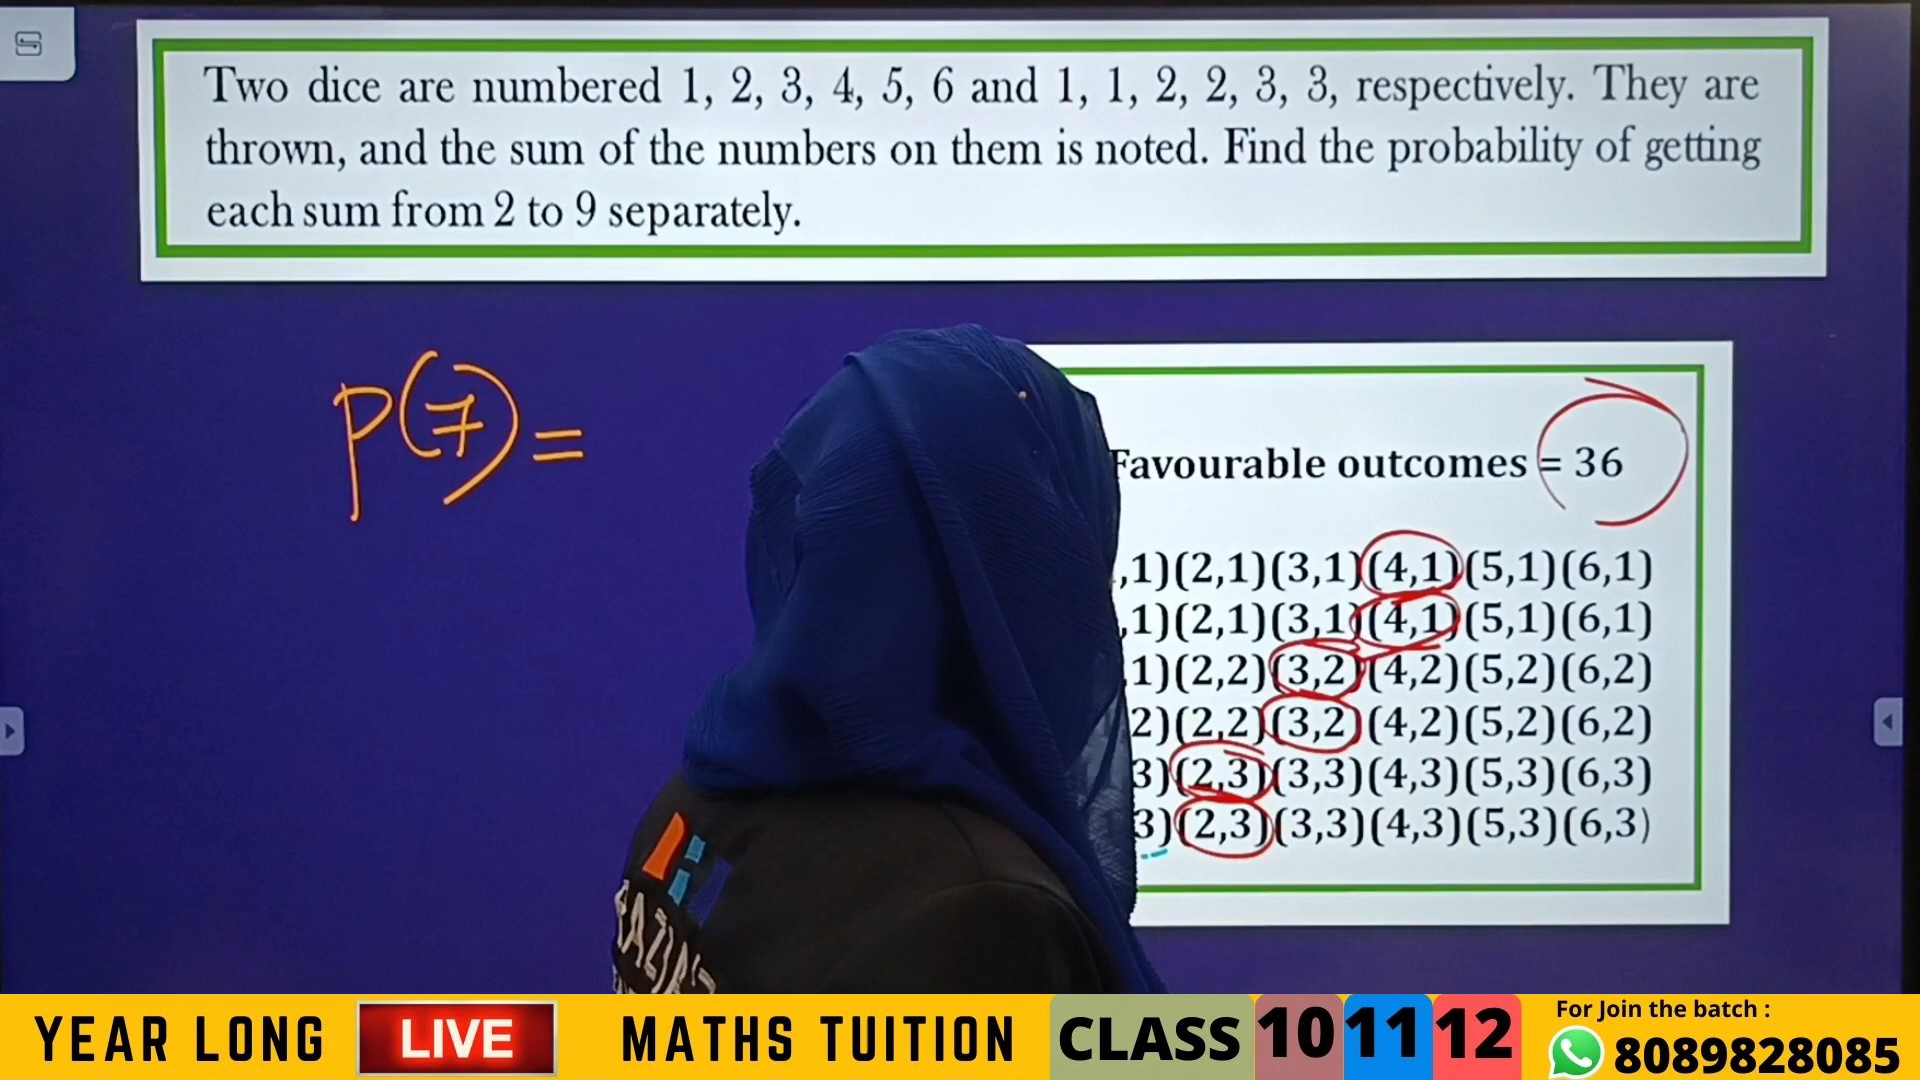 Two dice are numbered 1, 2, 3, 4, 5, 6 and 1, 1, 2, 2, 3, 3, respectively. They are
thrown, and the sum of the numbers on them is noted. Find the probability of getting
each sum from 2 to 9 separately.
P(7)=
Favourable outcomes = 36
,1)(2,1)(3,1)(4,1)(5,1)(6,1)
,1)(2,1)(3,1)(4,1)(5,1)(6,1)
,1)(2,2)(3,2)(4,2)(5,2)(6,2)
2)(2,2)(3,2)(4,2)(5,2)(6,2)
3)(2,3)(3,3)(4,3)(5,3)(6,3)
3)(2,3)(3,3)(4,3)(5,3)(6,3)
YEAR LONG LIVE MATHS TUITION CLASS 10 11 12
For Join the batch :
8089828085